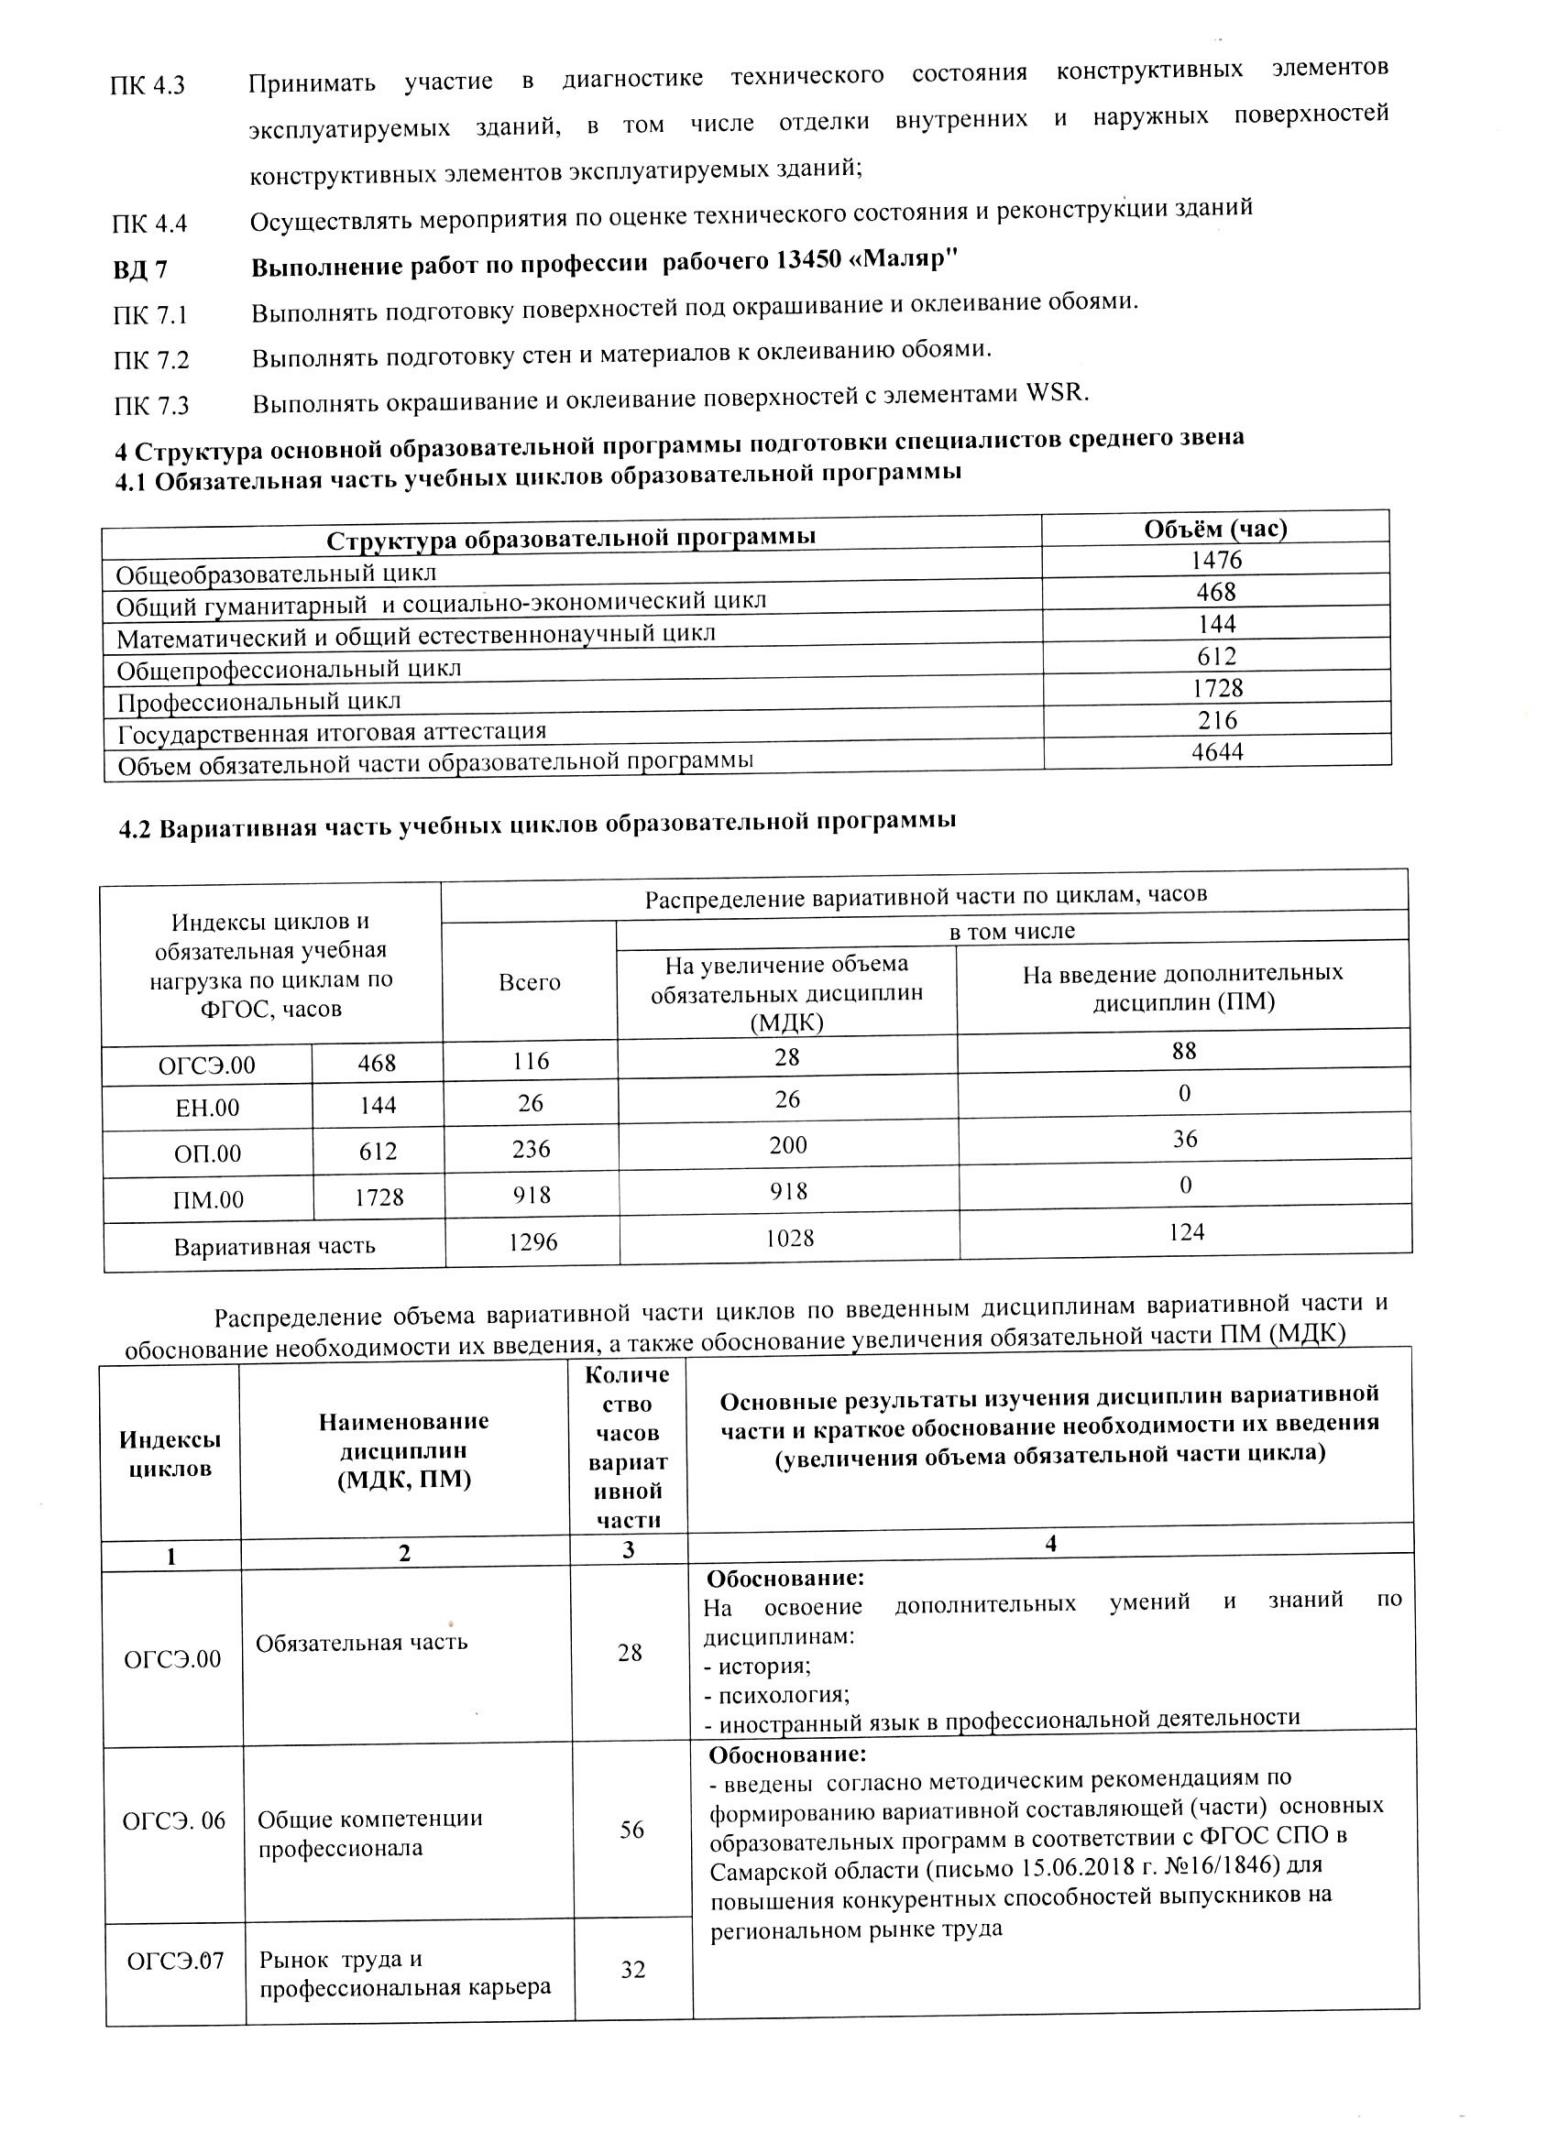 ПК 4.3 Принимать участие в диагностике технического состояния конструктивных элементов
эксплуатируемых зданий, в том числе отделки внутренних и наружных поверхностей
конструктивных элементов эксплуатируемых зданий;
ПК 4.4 Осуществлять мероприятия по оценке технического состояния и реконструкции зданий
ВД 7 Выполнение работ по профессии рабочего 13450 «Маляр"
ПК 7.1 Выполнять подготовку поверхностей под окрашивание и оклеивание обоями.
ПК 7.2 Выполнять подготовку стен и материалов к оклеиванию обоями.
ПК 7.3 Выполнять окрашивание и оклеивание поверхностей с элементами WSR.
4 Структура основной образовательной программы подготовки специалистов среднего звена
4.1 Обязательная часть учебных циклов образовательной программы
Структура образовательной программы Объём (час)
Общеобразовательный цикл 1476
Общий гуманитарный и социально-экономический цикл 468
Математический и общий естественнонаучный цикл 144
Общепрофессиональный цикл 612
Профессиональный цикл 1728
Государственная итоговая аттестация 216
Объем обязательной части образовательной программы 4644
4.2 Вариативная часть учебных циклов образовательной программы
Индексы циклов и
обязательная учебная
нагрузка по циклам по
ФГОС, часов
Распределение вариативной части по циклам, часов
Всего
в том числе
На увеличение объема
обязательных дисциплин
(МДК)
На введение дополнительных
дисциплин (ПМ)
ОГСЭ.00 468 116 28 88
ЕН.00 144 26 26 0
ОП.00 612 236 200 36
ПМ.00 1728 918 918 0
Вариативная часть 1296 1028 124
Распределение объема вариативной части циклов по введенным дисциплинам вариативной части и
обоснование необходимости их введения, а также обоснование увеличения обязательной части ПМ (МДК)
Индексы
циклов
Наименование
дисциплин
(МДК, ПМ)
Количе
ство
часов
вариат
ивной
части
Основные результаты изучения дисциплин вариативной
части и краткое обоснование необходимости их введения
(увеличения объема обязательной части цикла)
1 2 3 4
ОГСЭ.00
Обязательная часть
28
Обоснование:
На освоение дополнительных умений и знаний по
дисциплинам:
- история;
- психология;
- иностранный язык в профессиональной деятельности
ОГСЭ. 06
Общие компетенции
профессионала
56
Обоснование:
- введены согласно методическим рекомендациям по
формированию вариативной составляющей (части) основных
образовательных программ в соответствии с ФГОС СПО в
Самарской области (письмо 15.06.2018 г. №16/1846) для
повышения конкурентных способностей выпускников на
региональном рынке труда
ОГСЭ.07
Рынок труда и
профессиональная карьера
32